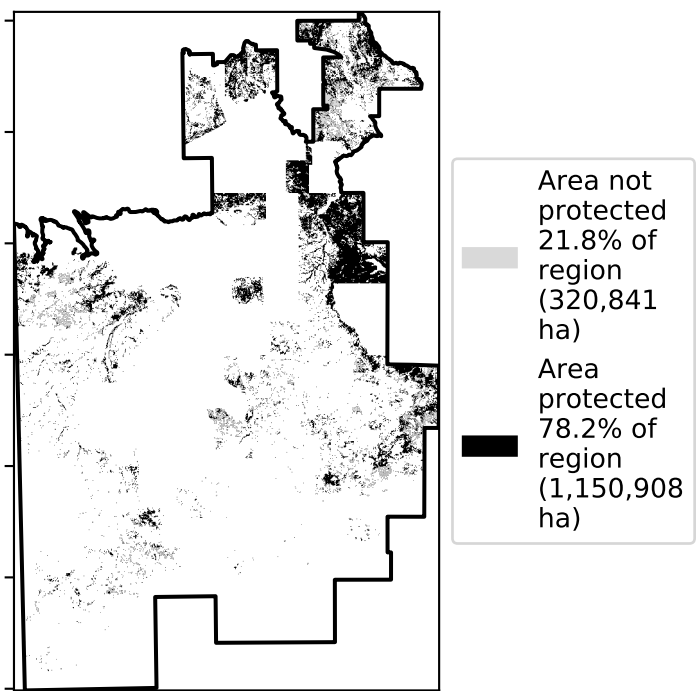 Area not
protected
21.8% of
region
(320,841
ha)
Area
protected
78.2% of
region
(1,150,908
ha)